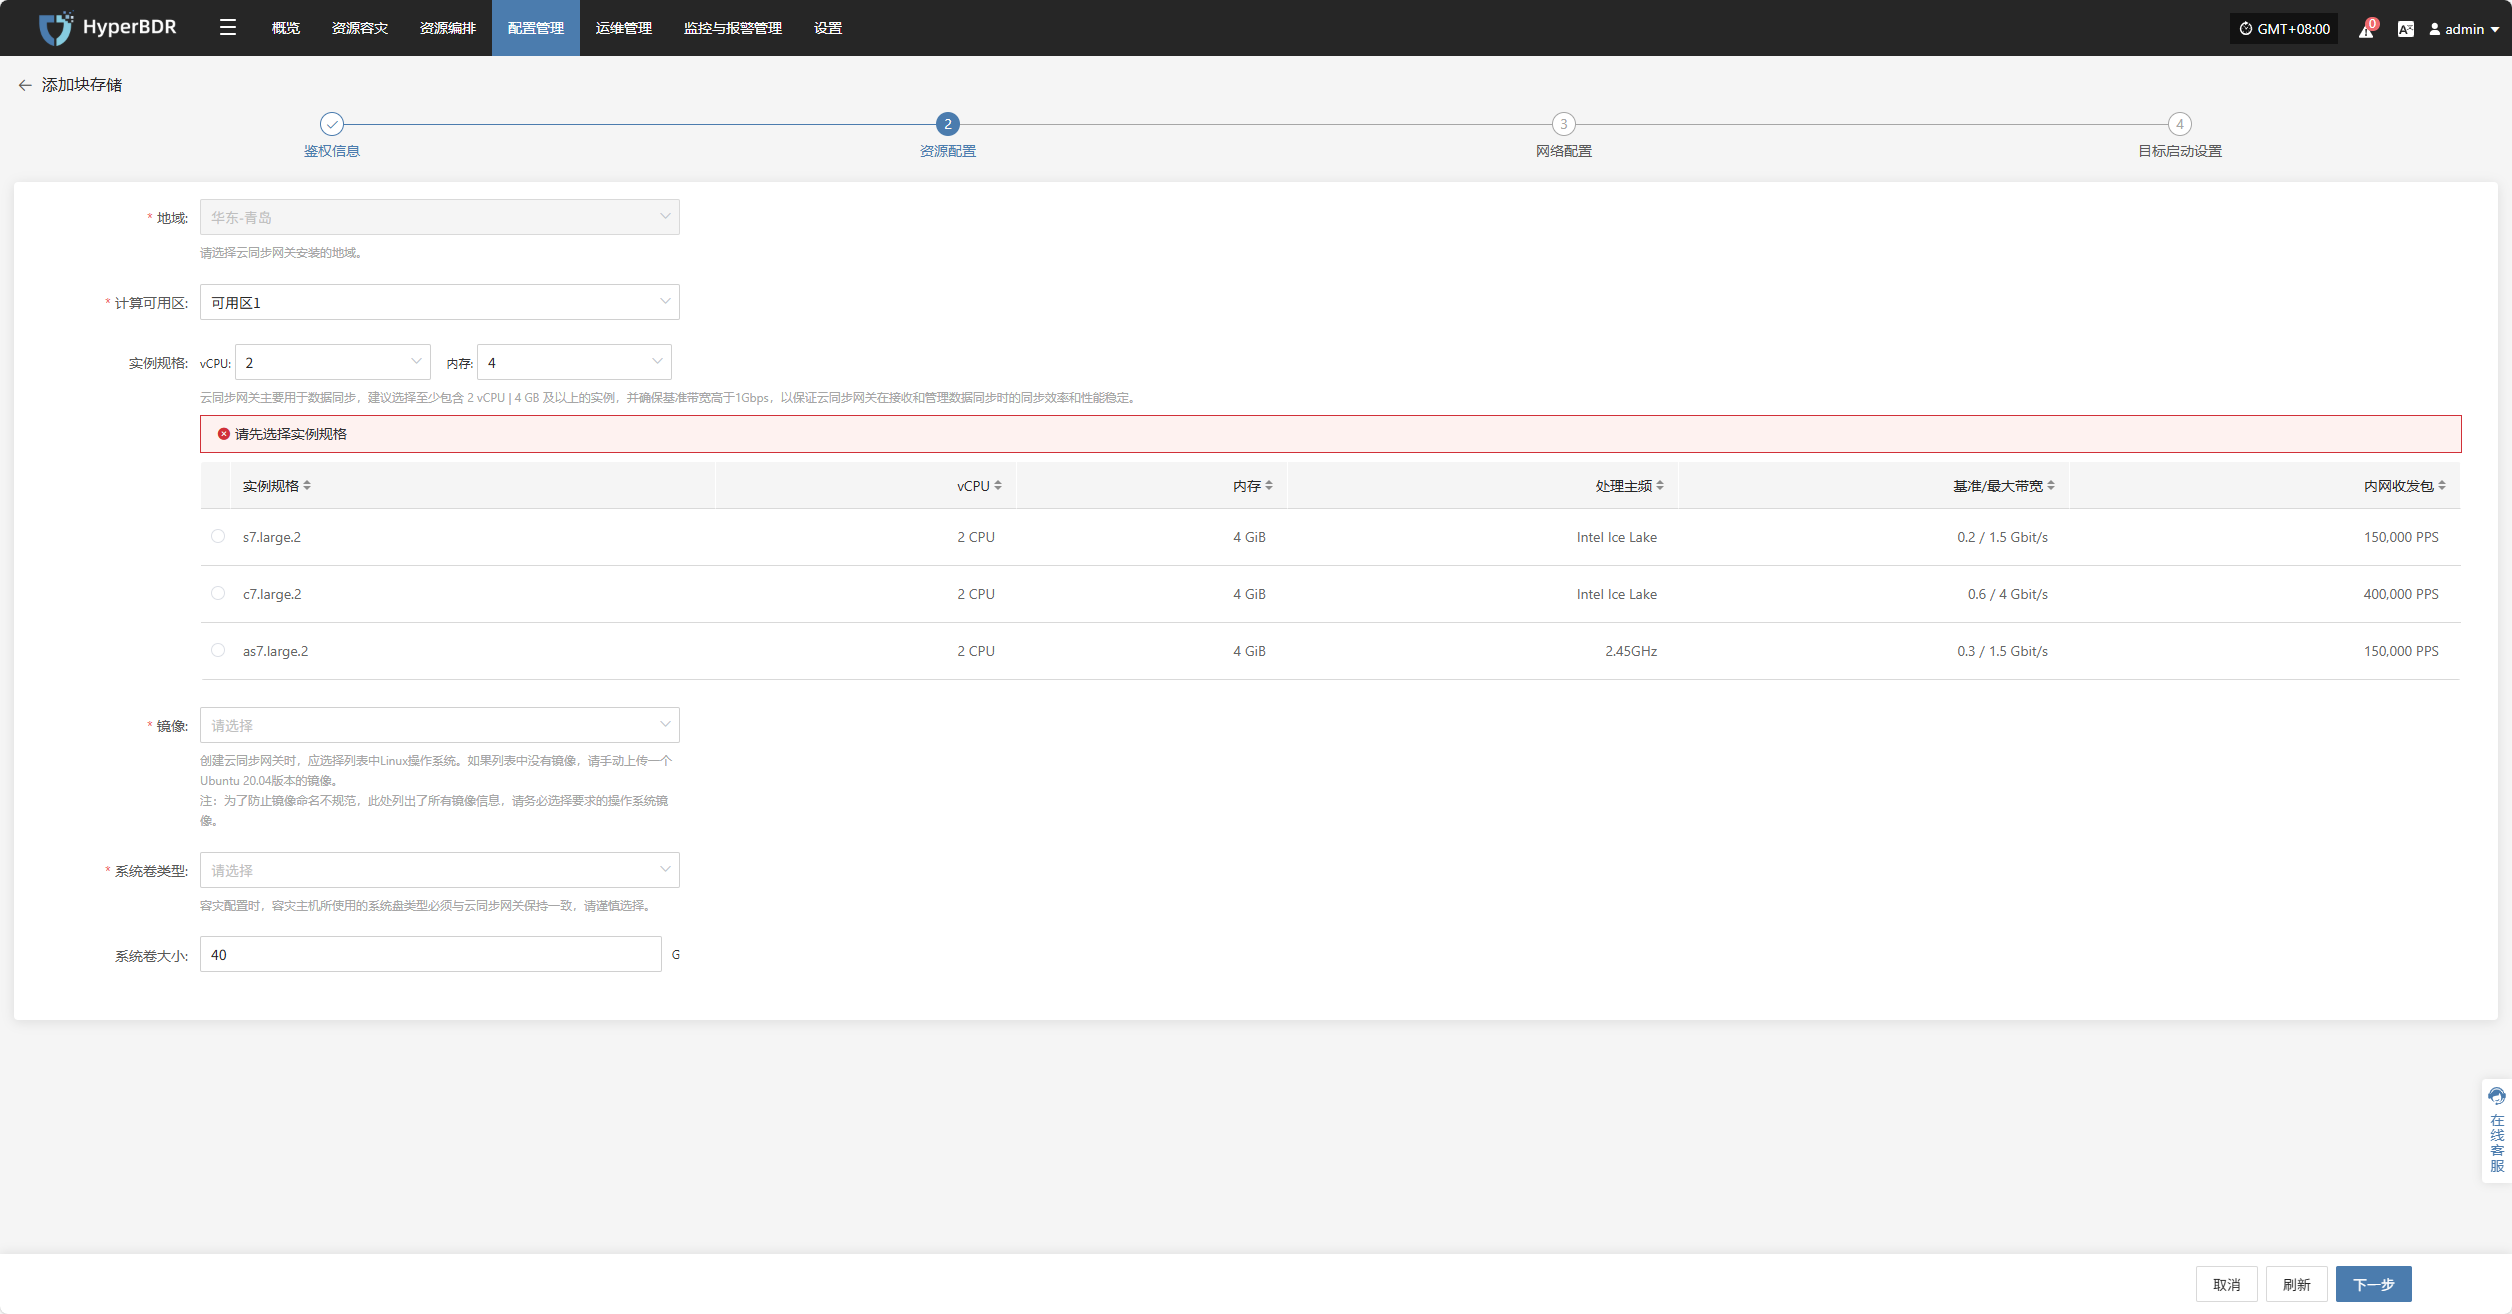 HyperBDR
概览 资源容灾 资源编排 配置管理 运维管理 监控与报警管理 设置
GMT+08:00 0 admin
添加块存储
2 3 4
鉴权信息 资源配置 网络配置 目标启动设置
* 地域: 华东-青岛
请选择云同步网关安装的地域。
* 计算可用区: 可用区1
实例规格: vCPU: 2 内存: 4
云同步网关主要用于数据同步，建议选择至少包含 2 vCPU | 4 GB 及以上的实例，并确保基准带宽高于1Gbps，以保证云同步网关在接收和管理数据同步时的同步效率和性能稳定。
请先选择实例规格
实例规格 vCPU 内存 处理主频 基准/最大带宽 内网收发包
s7.large.2 2 CPU 4 GiB Intel Ice Lake 0.2 / 1.5 Gbit/s 150,000 PPS
c7.large.2 2 CPU 4 GiB Intel Ice Lake 0.6 / 4 Gbit/s 400,000 PPS
as7.large.2 2 CPU 4 GiB 2.45GHz 0.3 / 1.5 Gbit/s 150,000 PPS
* 镜像: 请选择
创建云同步网关时，应选择列表中Linux操作系统。如果列表中没有镜像，请手动上传一个
Ubuntu 20.04版本的镜像。
注：为了防止镜像命名不规范，此处列出了所有镜像信息，请务必选择要求的操作系统镜
像。
* 系统卷类型: 请选择
容灾配置时，容灾主机所使用的系统盘类型必须与云同步网关保持一致，请谨慎选择。
系统卷大小: 40 G
在线客服
取消 刷新 下一步